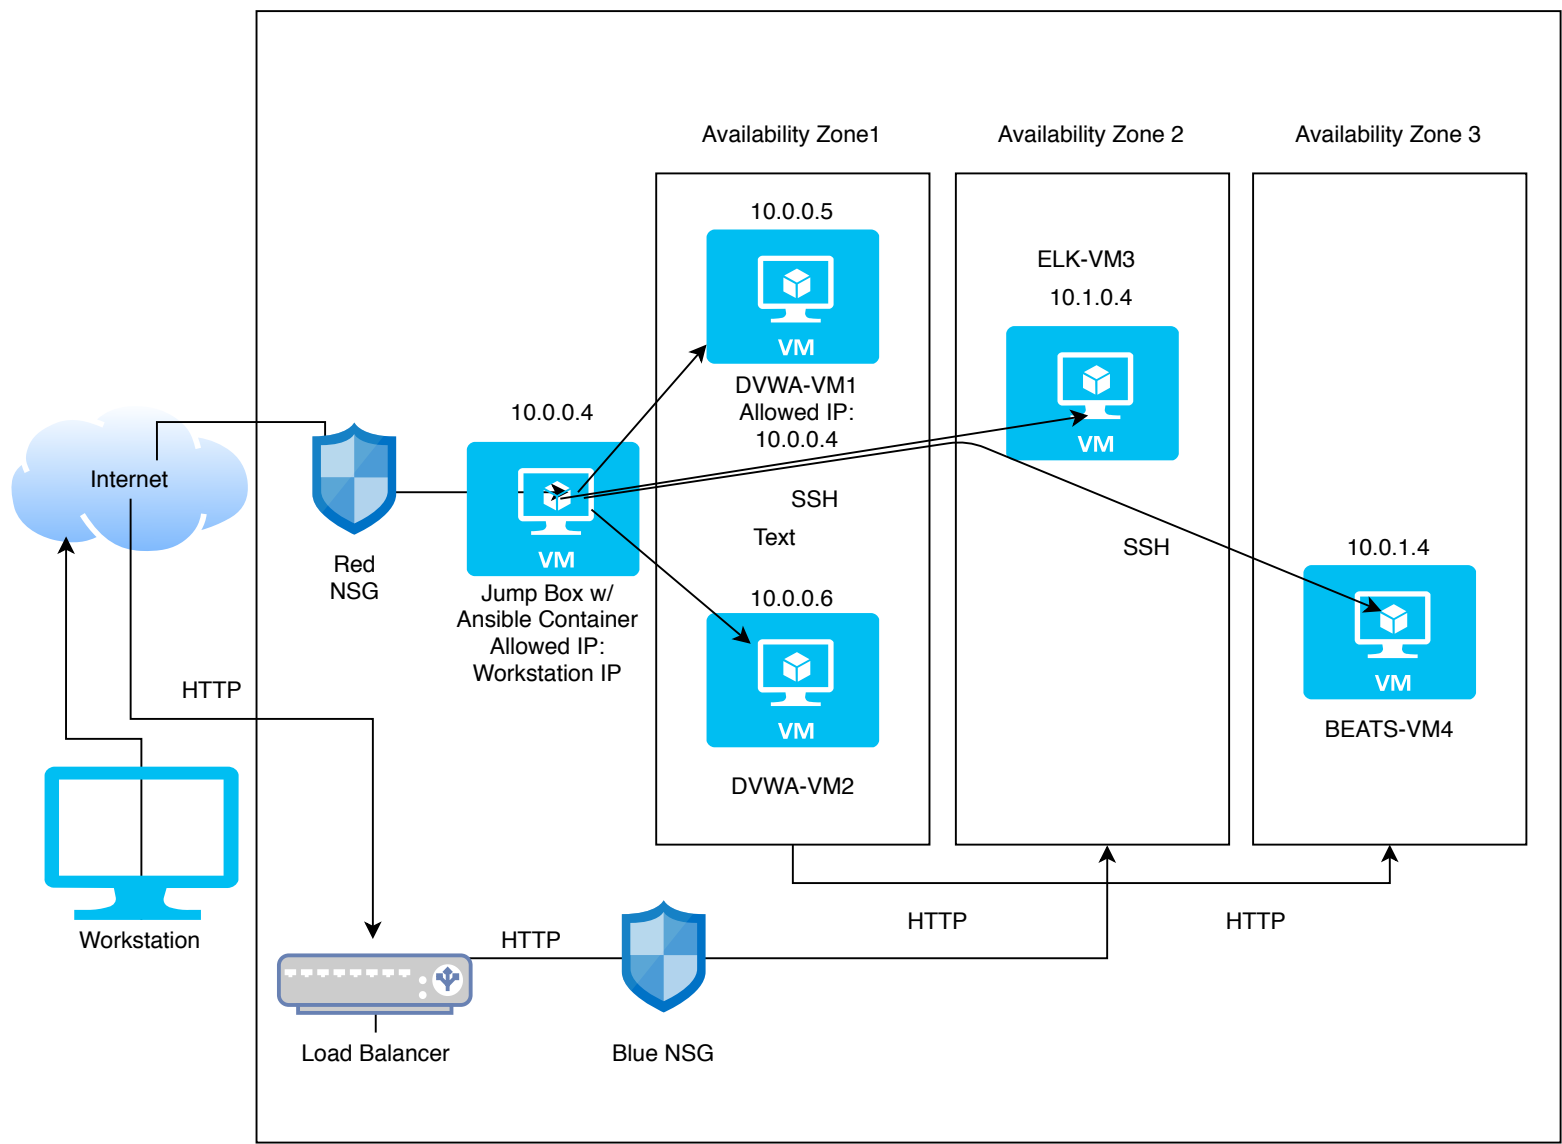 Availability Zone1
Availability Zone 2
Availability Zone 3
10.0.0.5
VM
DVWA-VM1
Allowed IP:
10.0.0.4
ELK-VM3
10.1.0.4
VM
10.0.0.4
VM
Jump Box w/
Ansible Container
Allowed IP:
Workstation IP
Internet
Red
NSG
SSH
Text
SSH
10.0.0.6
VM
DVWA-VM2
10.0.1.4
VM
BEATS-VM4
HTTP
Workstation
HTTP
HTTP
HTTP
Load Balancer
Blue NSG